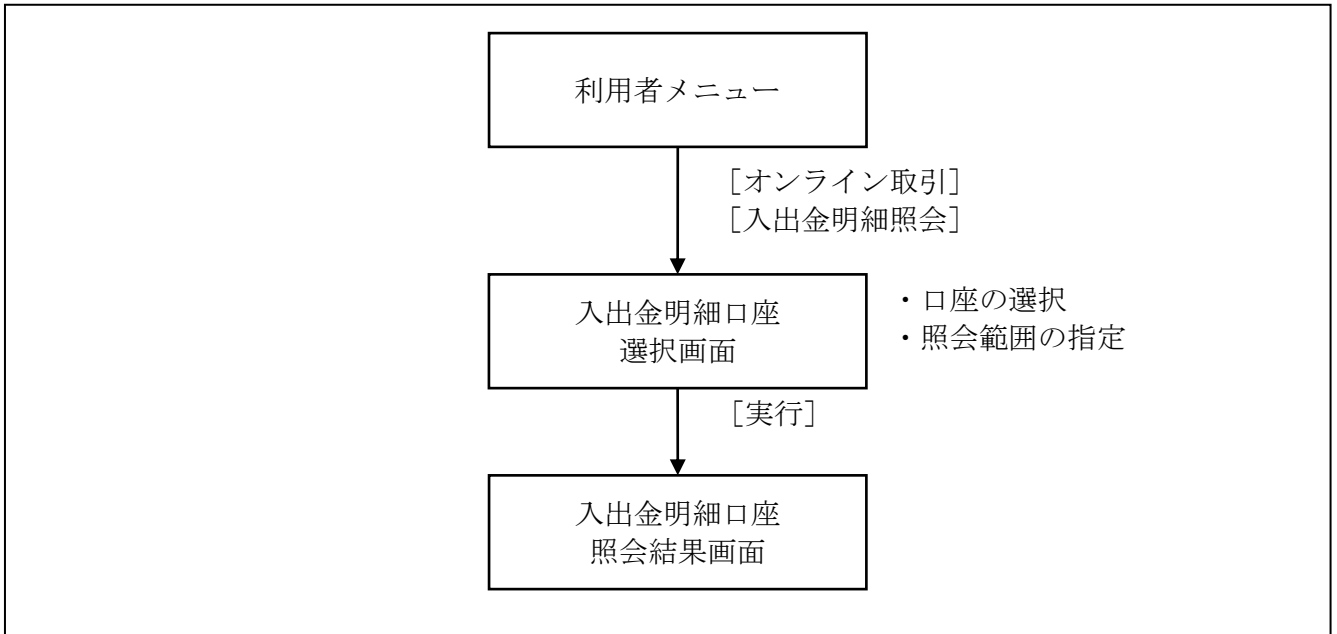 利用者メニュー
［オンライン取引］
［入出金明細照会］
入出金明細口座
選択画面
・口座の選択
・照会範囲の指定
［実行］
入出金明細口座
照会結果画面